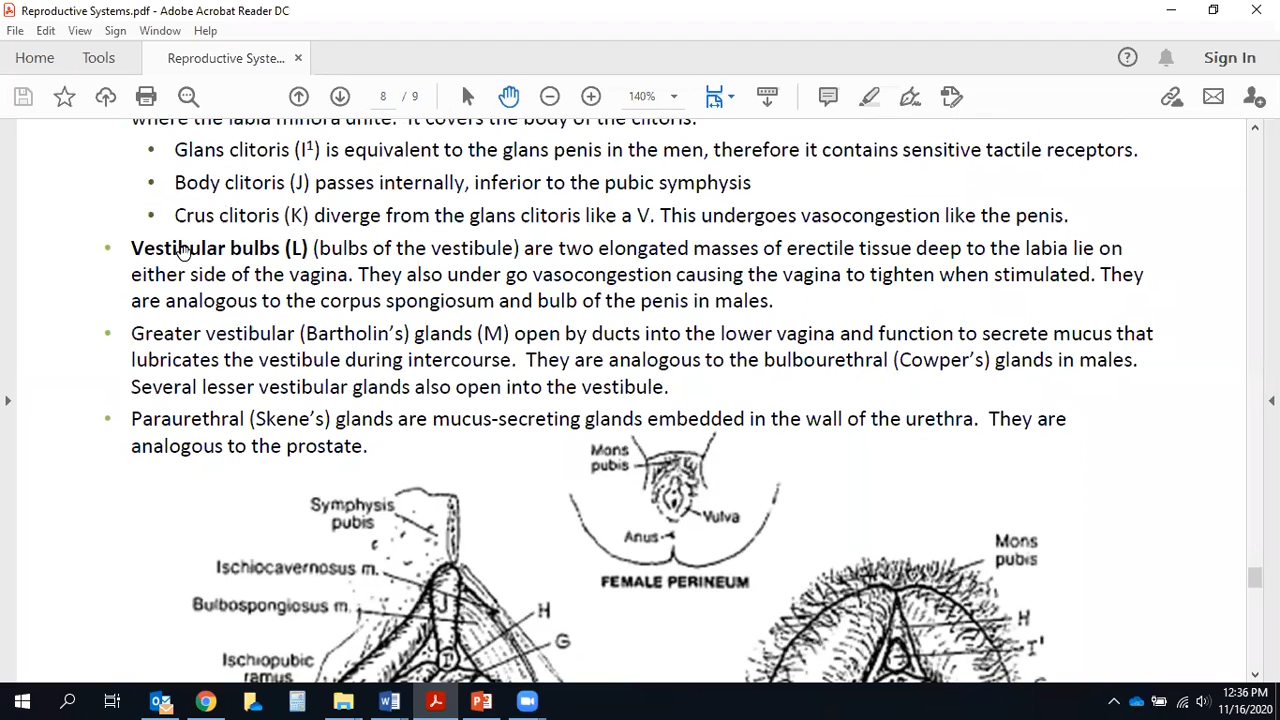 Reproductive Systems.pdf - Adobe Acrobat Reader DC
File Edit View Sign Window Help
Home Tools Reproductive Syste... × Sign In
8 / 9 140%
where the labia minora unite. It covers the body of the clitoris.
• Glans clitoris (I¹) is equivalent to the glans penis in the men, therefore it contains sensitive tactile receptors.
• Body clitoris (J) passes internally, inferior to the pubic symphysis
• Crus clitoris (K) diverge from the glans clitoris like a V. This undergoes vasocongestion like the penis.
• Vestibular bulbs (L) (bulbs of the vestibule) are two elongated masses of erectile tissue deep to the labia lie on
either side of the vagina. They also under go vasocongestion causing the vagina to tighten when stimulated. They
are analogous to the corpus spongiosum and bulb of the penis in males.
• Greater vestibular (Bartholin's) glands (M) open by ducts into the lower vagina and function to secrete mucus that
lubricates the vestibule during intercourse. They are analogous to the bulbourethral (Cowper's) glands in males.
Several lesser vestibular glands also open into the vestibule.
• Paraurethral (Skene's) glands are mucus-secreting glands embedded in the wall of the urethra. They are
analogous to the prostate.
Mons
pubis
Vulva
Anus
FEMALE PERINEUM
Symphysis
pubis
Ischiocavernosus m.
Bulbospongiosus m.
Ischiopubic
ramus
J
H
G
I'
Mons
pubis
H
I'
12:36 PM
11/16/2020